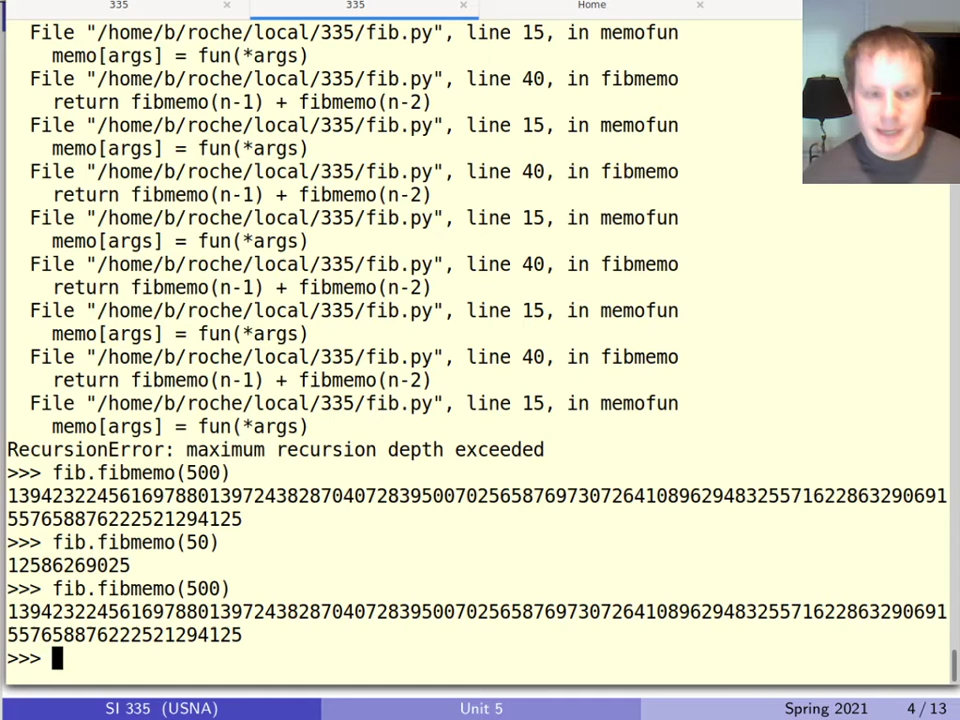 335 × 335 × Home ×
File "/home/b/roche/local/335/fib.py", line 15, in memofun
memo[args] = fun(*args)
File "/home/b/roche/local/335/fib.py", line 40, in fibmemo
return fibmemo(n-1) + fibmemo(n-2)
File "/home/b/roche/local/335/fib.py", line 15, in memofun
memo[args] = fun(*args)
File "/home/b/roche/local/335/fib.py", line 40, in fibmemo
return fibmemo(n-1) + fibmemo(n-2)
File "/home/b/roche/local/335/fib.py", line 15, in memofun
memo[args] = fun(*args)
File "/home/b/roche/local/335/fib.py", line 40, in fibmemo
return fibmemo(n-1) + fibmemo(n-2)
File "/home/b/roche/local/335/fib.py", line 15, in memofun
memo[args] = fun(*args)
File "/home/b/roche/local/335/fib.py", line 40, in fibmemo
return fibmemo(n-1) + fibmemo(n-2)
File "/home/b/roche/local/335/fib.py", line 15, in memofun
memo[args] = fun(*args)
RecursionError: maximum recursion depth exceeded
>>> fib.fibmemo(500)
139423224561697880139724382870407283950070256587697307264108962948325571622863290691
557658876222521294125
>>> fib.fibmemo(50)
12586269025
>>> fib.fibmemo(500)
139423224561697880139724382870407283950070256587697307264108962948325571622863290691
557658876222521294125
>>>
SI 335 (USNA) Unit 5 Spring 2021 4 / 13